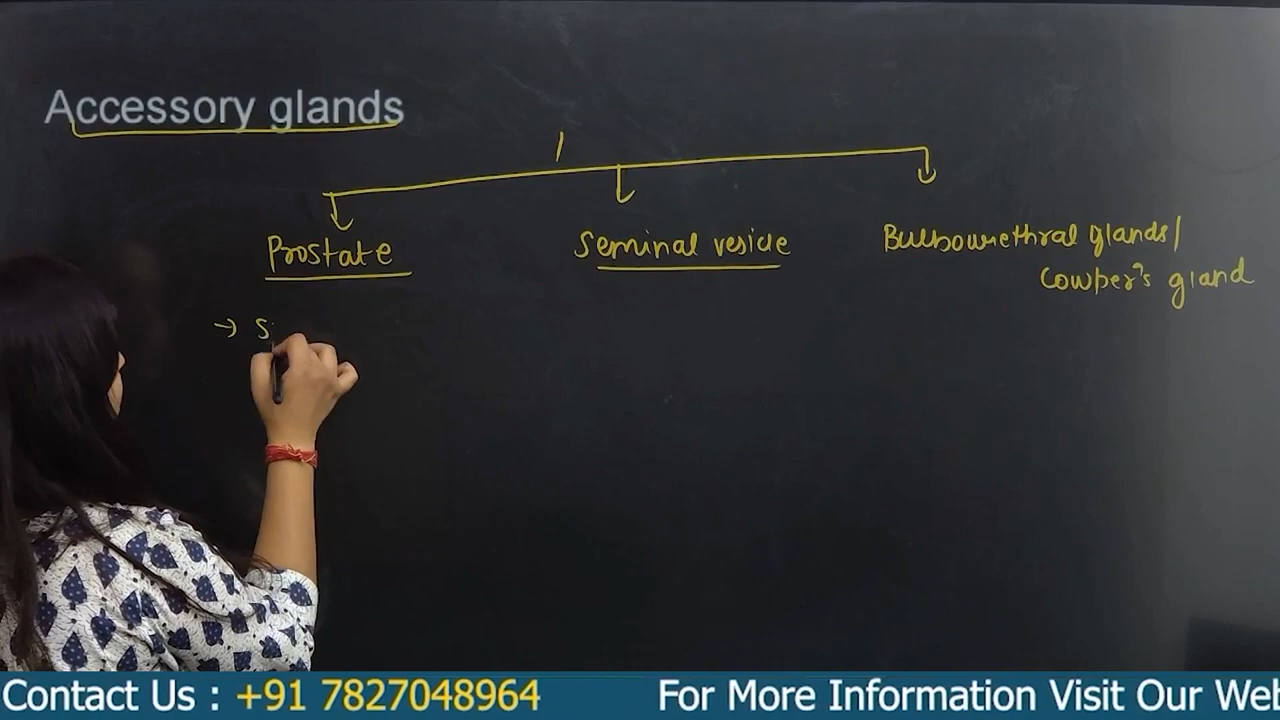 Accessory glands
Prostate
Seminal vesicle
Bulbourethral glands/
Cowper's gland
→ S
Contact Us : +91 7827048964 For More Information Visit Our Web